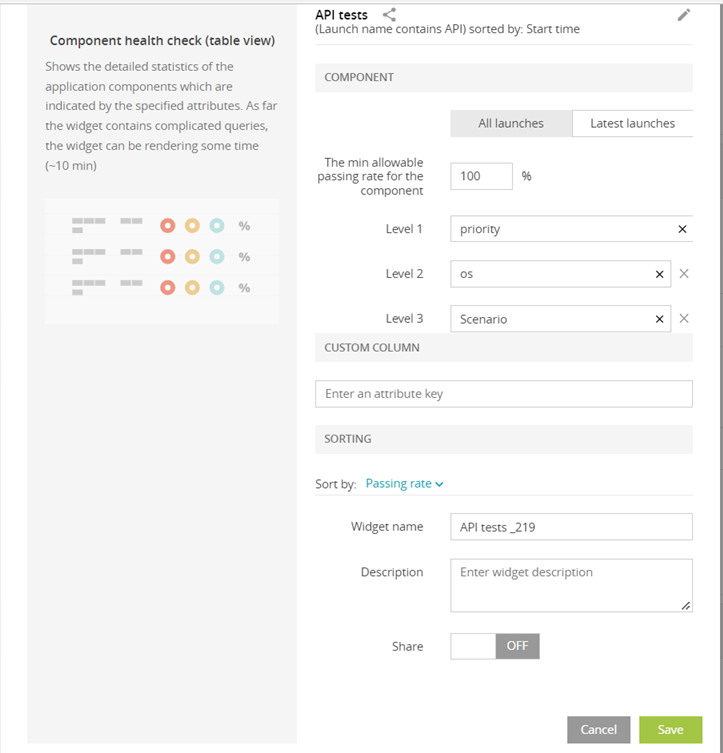 Component health check (table view)
Shows the detailed statistics of the
application components which are
indicated by the specified attributes. As far
the widget contains complicated queries,
the widget can be rendering some time
(~10 min)
%
%
%
API tests
(Launch name contains API) sorted by: Start time
COMPONENT
All launches Latest launches
The min allowable
passing rate for the
component
100 %
Level 1 priority
Level 2 os
Level 3 Scenario
CUSTOM COLUMN
Enter an attribute key
SORTING
Sort by: Passing rate
Widget name API tests _219
Description Enter widget description
Share OFF
Cancel Save